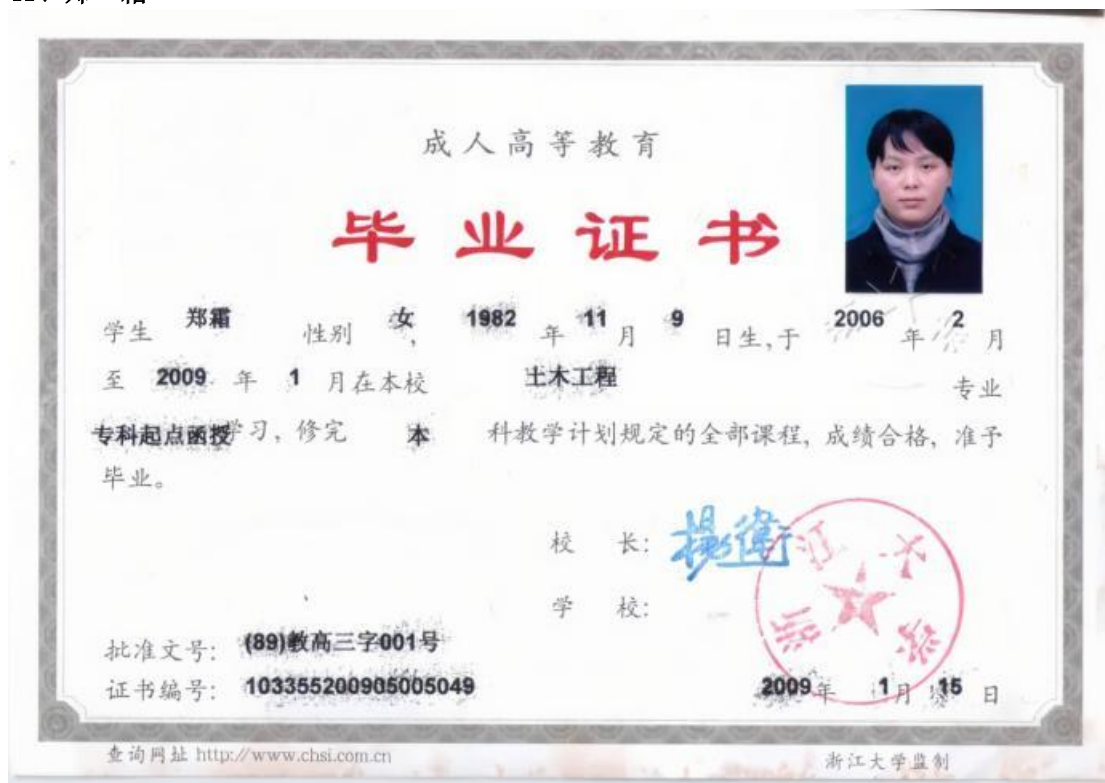 成人高等教育
毕业证书
学生 郑霜 性别 女, 1982 年 11 月 9 日生,于 2006 年 2 月
至 2009 年 1 月在本校 土木工程 专业
专科起点函授学习, 修完 本 科教学计划规定的全部课程, 成绩合格, 准予
毕业。
校 长:
学 校:
浙江大学
批准文号: (89)教高三字001号
证书编号: 103355200905005049
2009年 1月 15 日
查询网址 http://www.chsi.com.cn
浙江大学监制